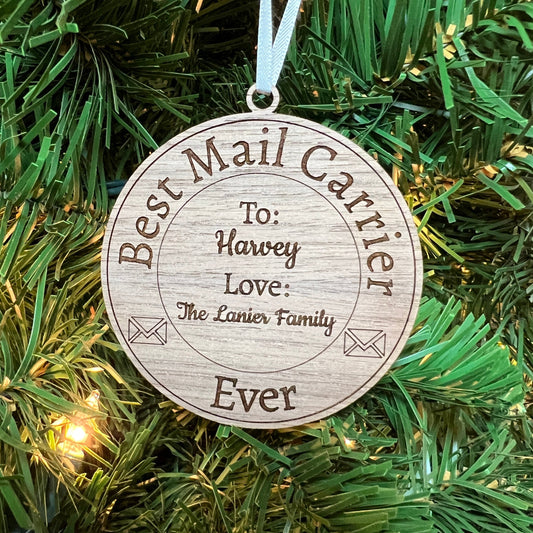 Best Mail Carrier
To:
Harvey
Love:
The Lanier Family
Ever